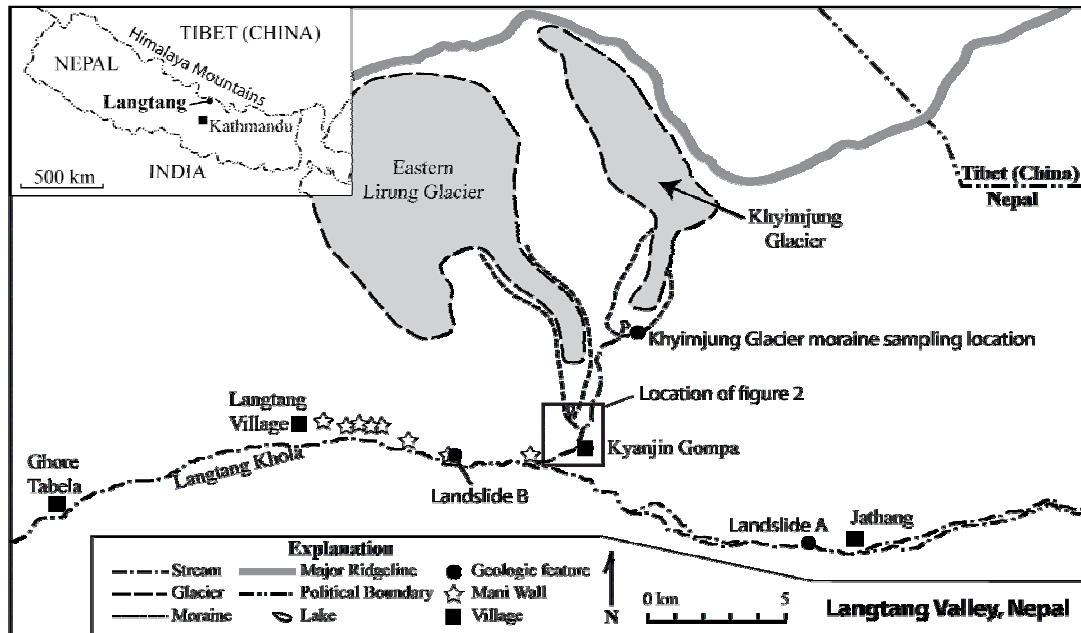 TIBET (CHINA)
NEPAL
Himalaya Mountains
Langtang
Kathmandu
INDIA
500 km
Eastern
Lirung Glacier
Khyimjung
Glacier
Tibet (China)
Nepal
Khyimjung Glacier moraine sampling location
Location of figure 2
Langtang
Village
Kyanjin Gompa
Ghore
Tabela
Langtang Khola
Landslide B
Landslide A
Jathang
Explanation
Stream
Major Ridgeline
Geologic feature
Glacier
Political Boundary
Mani Wall
Moraine
Lake
Village
N
0 km
5
Langtang Valley, Nepal